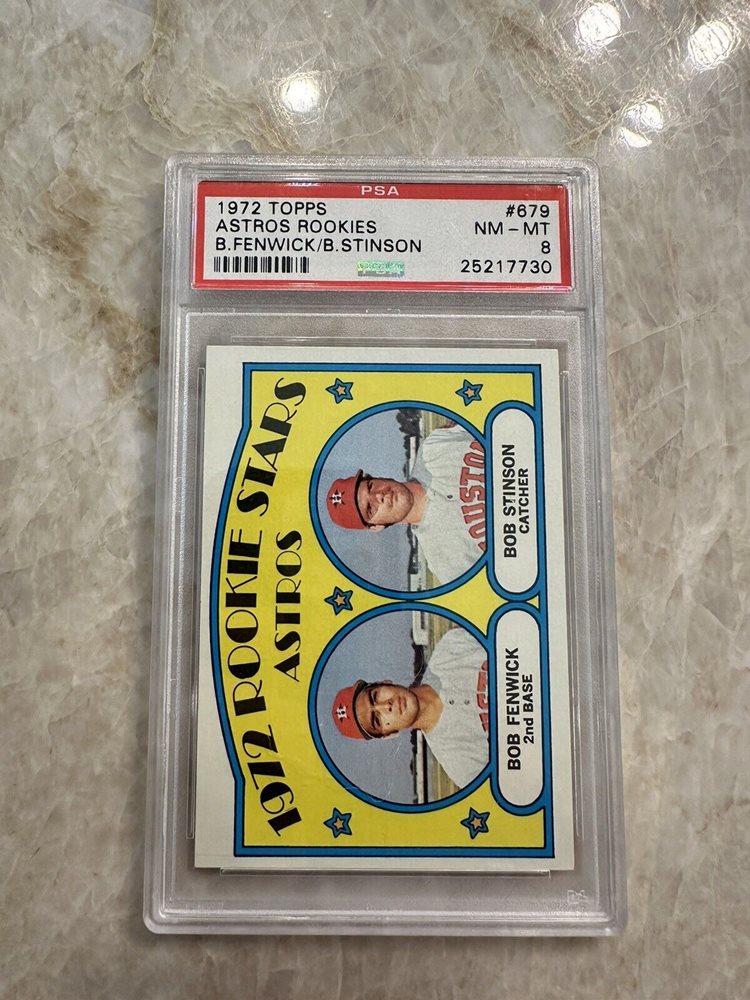 PSA
1972 TOPPS #679
ASTROS ROOKIES NM - MT
B.FENWICK/B.STINSON 8
25217730
1972 ROOKIE STARS
ASTROS
BOB FENWICK
2nd BASE
BOB STINSON
CATCHER
H
H
HOUSTON